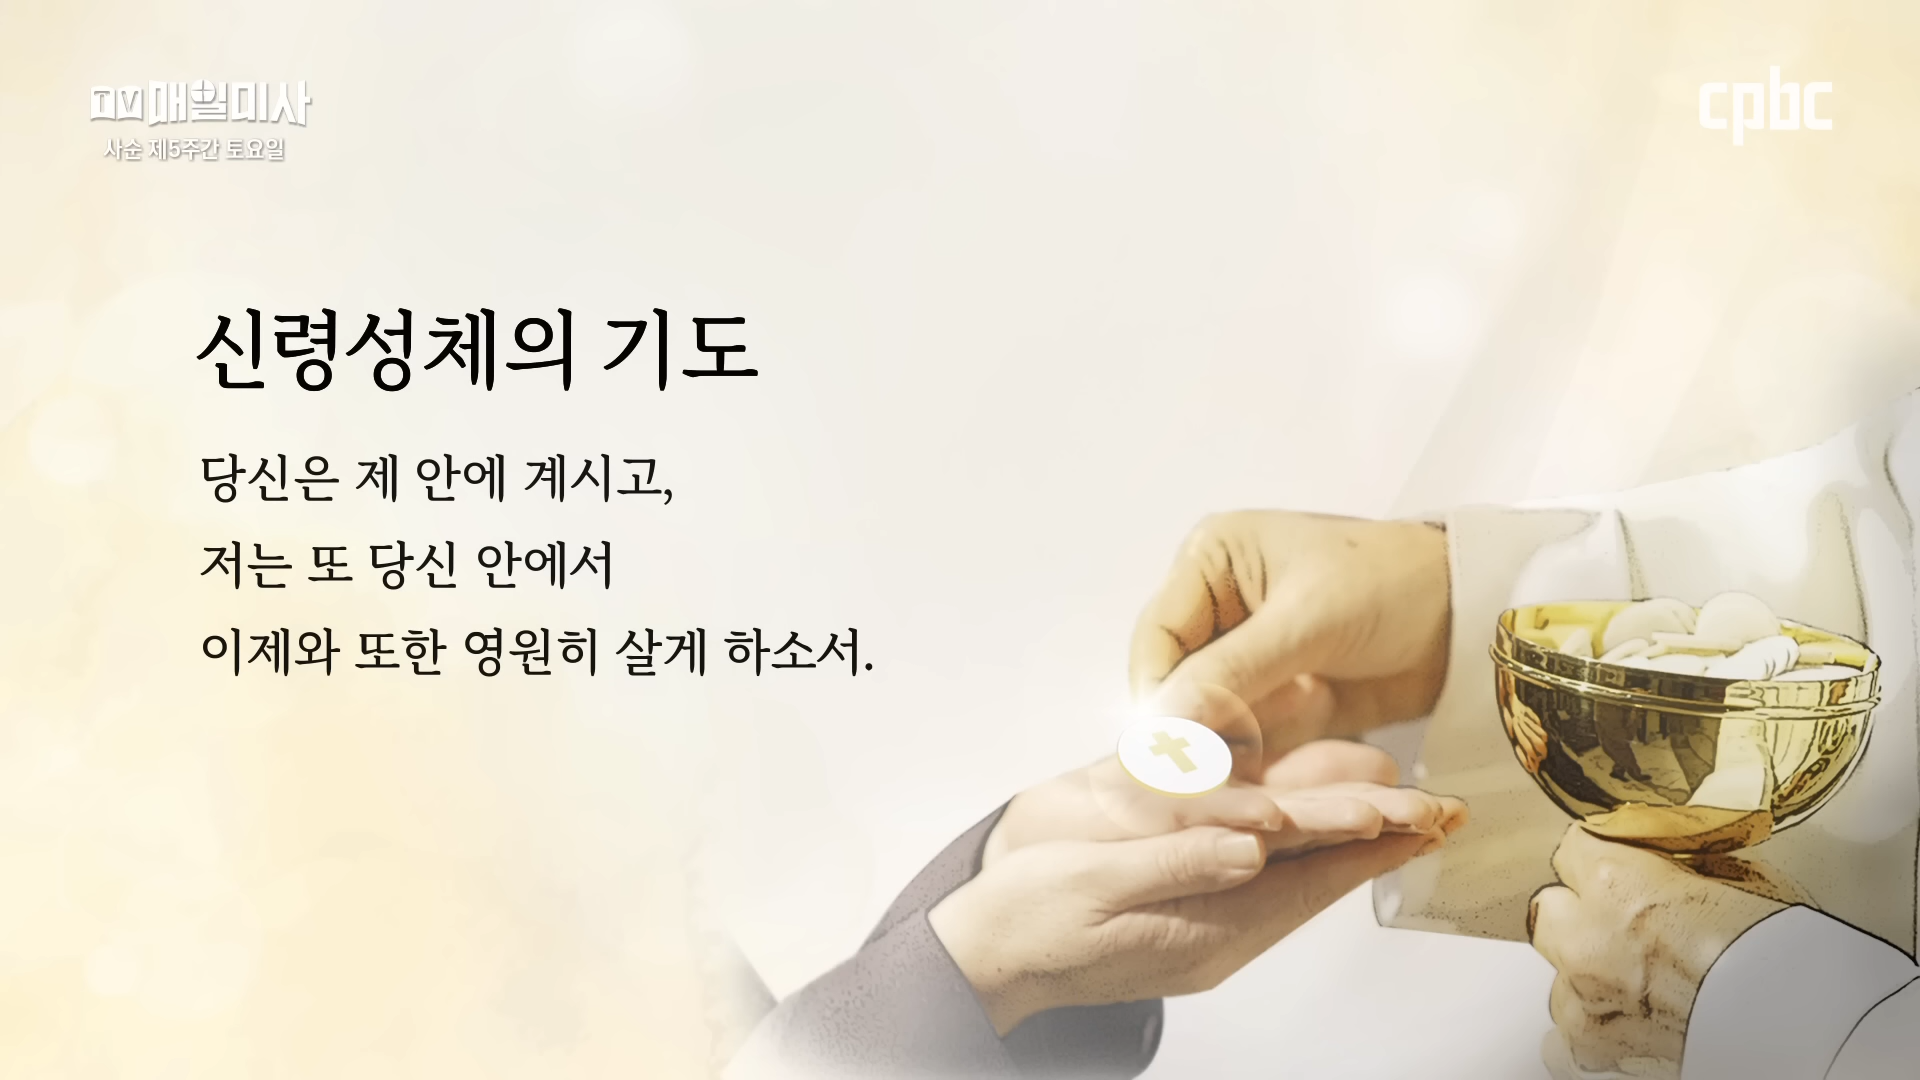 TV매일미사
cpbc
사순 제5주간 토요일
신령성체의 기도
당신은 제 안에 계시고,
저는 또 당신 안에서
이제와 또한 영원히 살게 하소서.